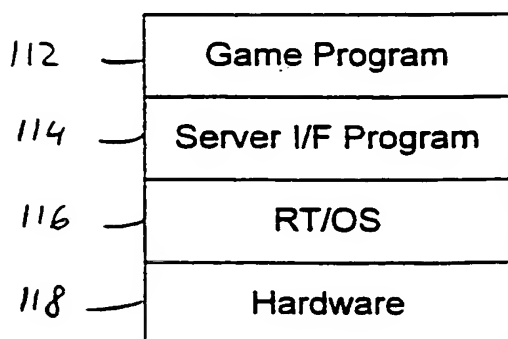 112 Game Program
114 Server I/F Program
116 RT/OS
118 Hardware